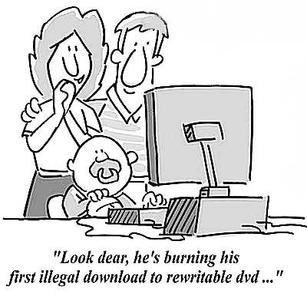 "Look dear, he's burning his
first illegal download to rewritable dvd ..."